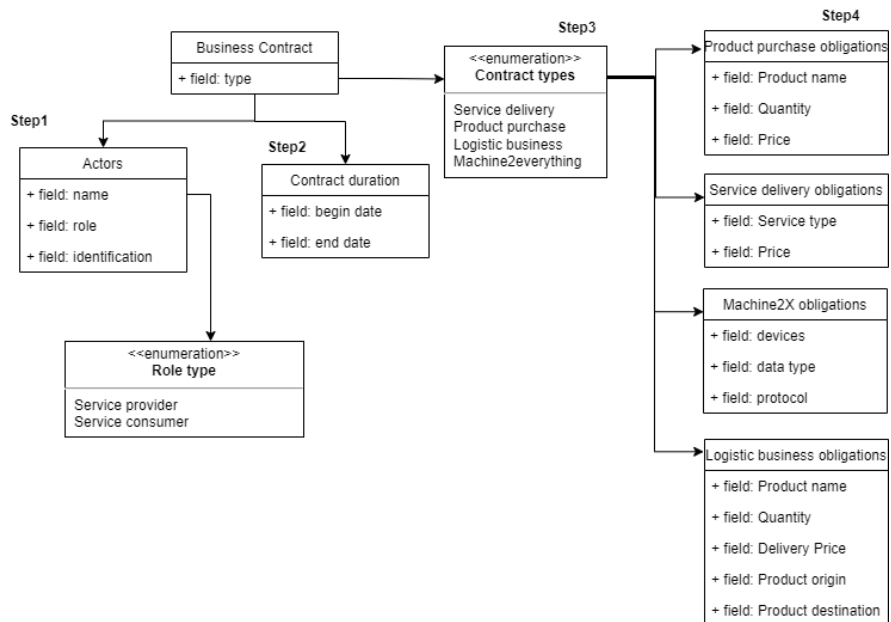 Step4
Step3
Business Contract
+ field: type
<<enumeration>>
Contract types
Service delivery
Product purchase
Logistic business
Machine2everything
Product purchase obligations
+ field: Product name
+ field: Quantity
+ field: Price
Step1
Actors
+ field: name
+ field: role
+ field: identification
Step2
Contract duration
+ field: begin date
+ field: end date
Service delivery obligations
+ field: Service type
+ field: Price
Machine2X obligations
+ field: devices
+ field: data type
+ field: protocol
<<enumeration>>
Role type
Service provider
Service consumer
Logistic business obligations
+ field: Product name
+ field: Quantity
+ field: Delivery Price
+ field: Product origin
+ field: Product destination